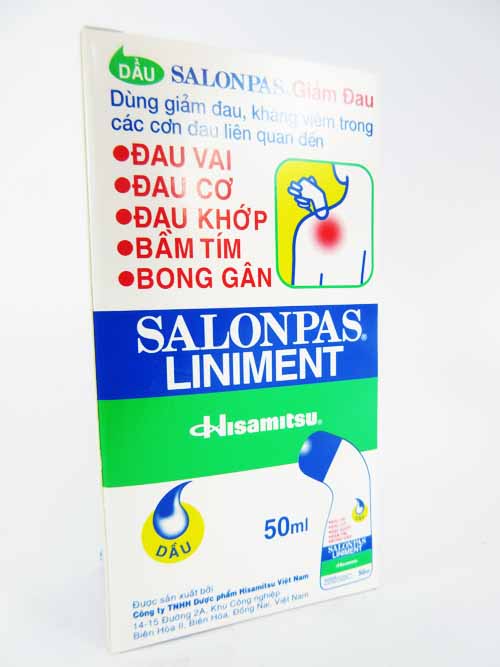 DẦU SALONPAS® Giảm Đau
Dùng giảm đau, kháng viêm trong
các cơn đau liên quan đến
•ĐAU VAI
•ĐAU CƠ
•ĐAU KHỚP
•BẦM TÍM
•BONG GÂN
SALONPAS®
LINIMENT
Hisamitsu®
DẦU
50ml
SALONPAS
LINIMENT
Hisamitsu
Được sản xuất bởi
Công ty TNHH Dược phẩm Hisamitsu Việt Nam
14-15 Đường 2A, Khu Công nghiệp
Biên Hòa II, Biên Hòa, Đồng Nai, Việt Nam